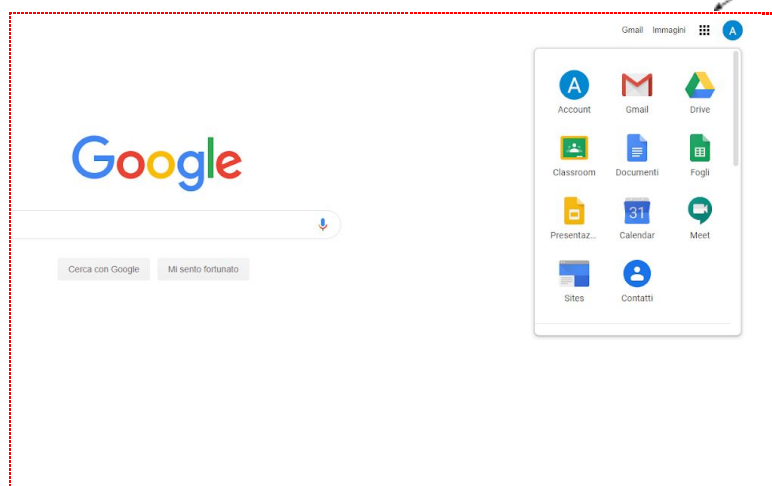 Gmail Immagini A
A
Account Gmail Drive
Google
Classroom Documenti Fogli
31
Presentaz... Calendar Meet
Cerca con Google Mi sento fortunato
Sites Contatti